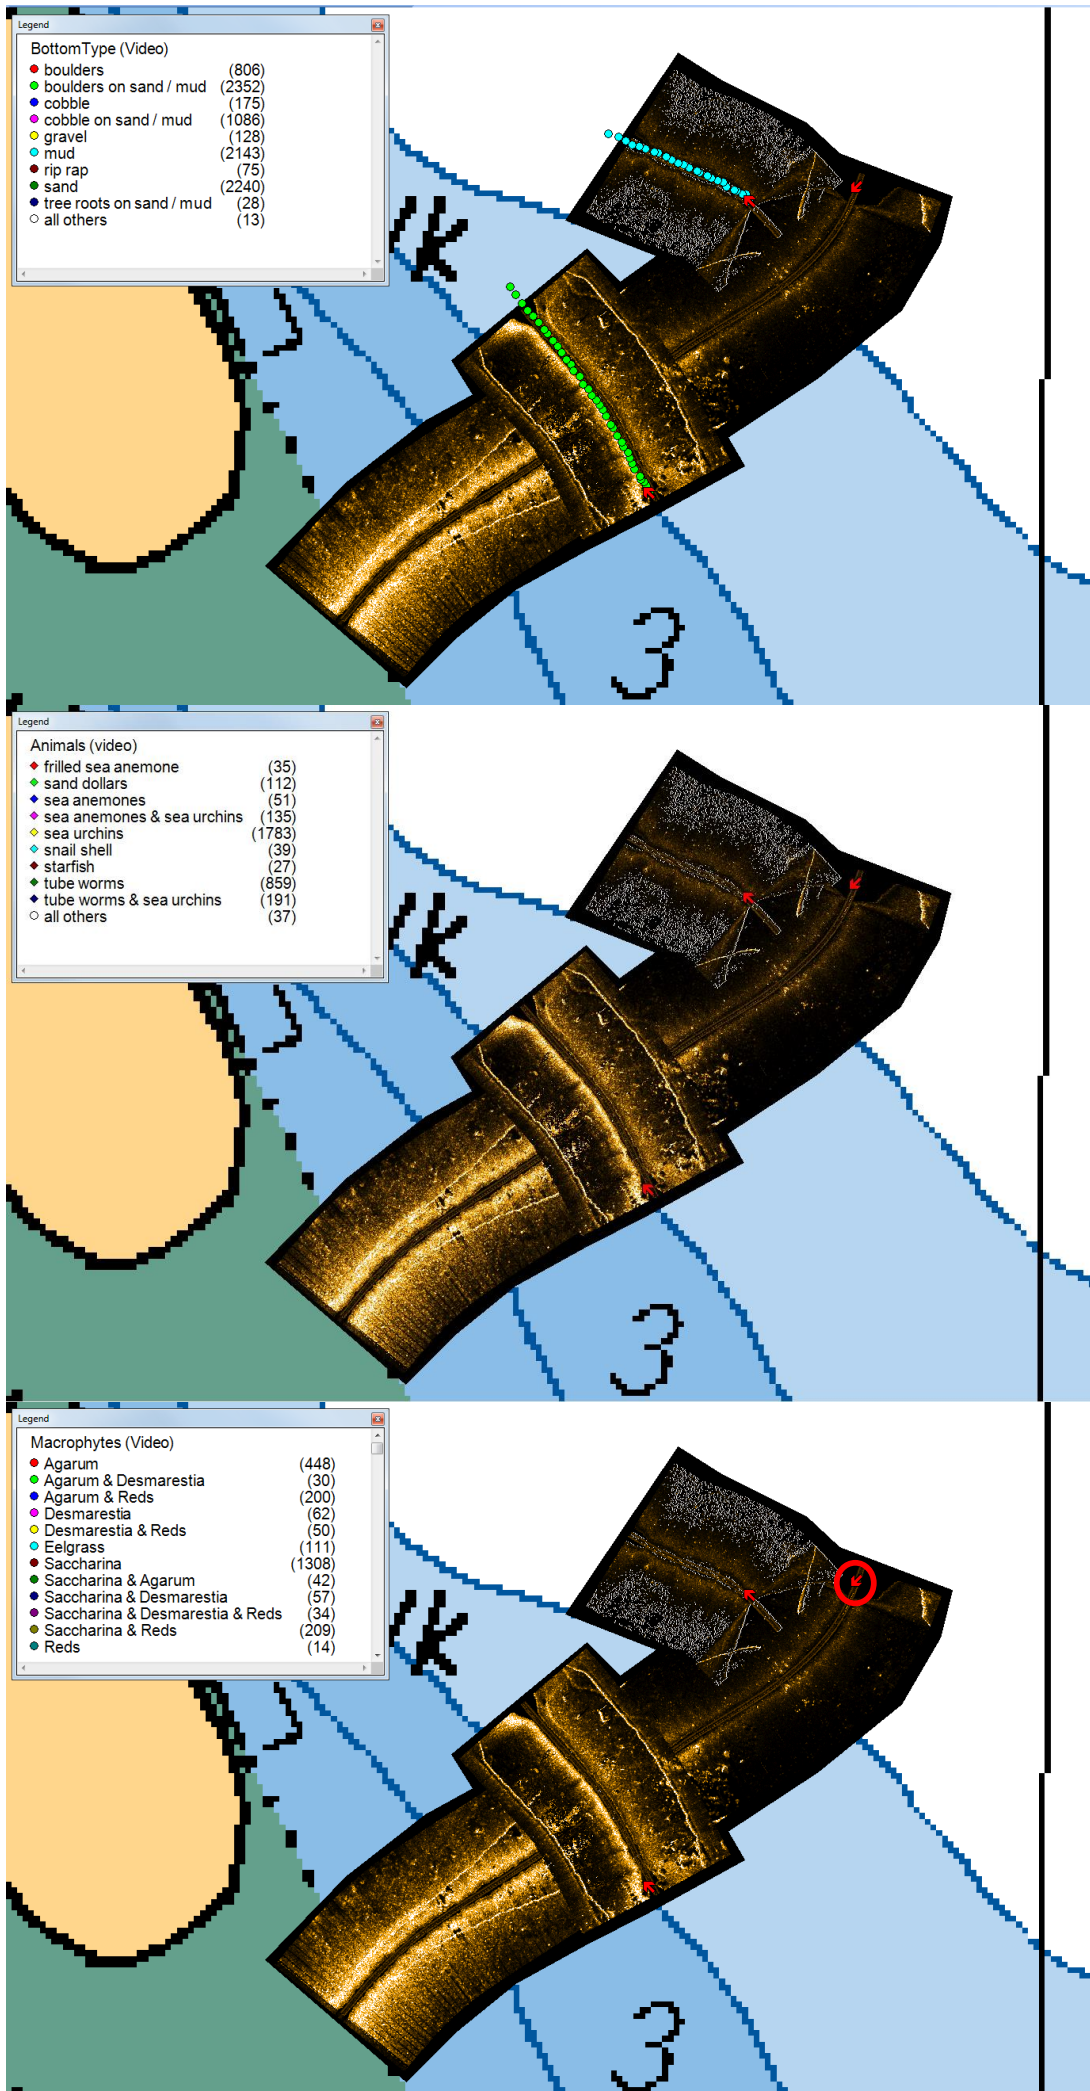 Legend
BottomType (Video)
boulders (806)
boulders on sand / mud (2352)
cobble (175)
cobble on sand / mud (1086)
gravel (128)
mud (2143)
rip rap (75)
sand (2240)
tree roots on sand / mud (28)
all others (13)
3
Legend
Animals (video)
frilled sea anemone (35)
sand dollars (112)
sea anemones (51)
sea anemones & sea urchins (135)
sea urchins (1783)
snail shell (39)
starfish (27)
tube worms (859)
tube worms & sea urchins (191)
all others (37)
3
Legend
Macrophytes (Video)
Agarum (448)
Agarum & Desmarestia (30)
Agarum & Reds (200)
Desmarestia (62)
Desmarestia & Reds (50)
Eelgrass (111)
Saccharina (1308)
Saccharina & Agarum (42)
Saccharina & Desmarestia (57)
Saccharina & Desmarestia & Reds (34)
Saccharina & Reds (209)
Reds (14)
3